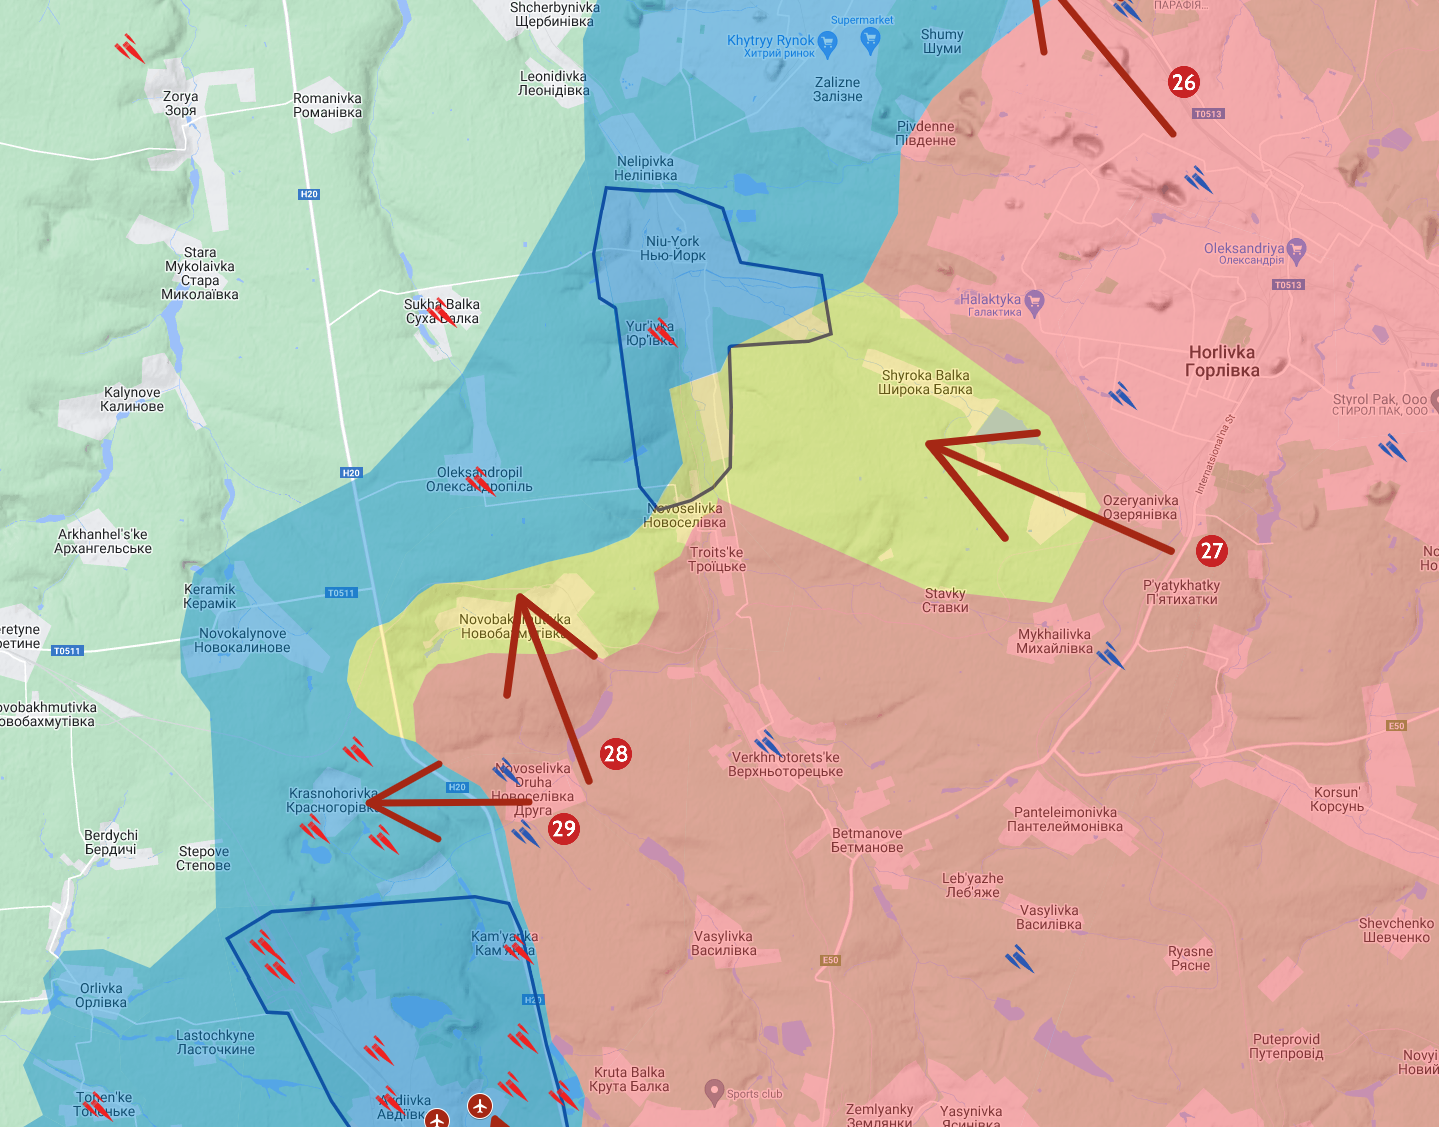 Shcherbynivka
Щербинівка
ПАРАФІЯ...
Supermarket
Khytryy Rynok
Хитрий ринок
Shumy
Шуми
Zorya
Зоря
Romanivka
Романівка
Leonidivka
Леонідівка
Zalizne
Залізне
26
T0513
Pivdenne
Південне
Nelipivka
Неліпівка
H20
Niu-York
Нью-Йорк
Oleksandriya
Олександрія
Stara
Mykolaivka
Стара
Миколаївка
T0513
Sukha Balka
Суха Балка
Halaktyka
Галактика
Yur'ivka
Юр'ївка
Horlivka
Горлівка
Shyroka Balka
Широка Балка
Kalynove
Калинове
Styrol Pak, Ooo
СТИРОЛ ПАК, ООО
Internatsional'na St
H20
Oleksandropil
Олександропіль
Ozeryanivka
Озерянівка
Novoselivka
Новоселівка
Arkhanhel's'ke
Архангельське
Troits'ke
Троїцьке
27
No
Но
Keramik
Керамік
T0511
P'yatykhatky
П'ятихатки
Stavky
Ставки
eretyne
ретине
T0511
Novokalynove
Новокалинове
Novobakhmutivka
Новобахмутівка
Mykhailivka
Михайлівка
ovobakhmutivka
овобахмутівка
E50
28
Verkhn'otorets'ke
Верхньоторецьке
Novoselivka
Druha
Новоселівка
Друга
H20
Krasnohorivka
Красногорівка
Korsun'
Корсунь
Panteleimonivka
Пантелеймонівка
29
Berdychi
Бердичі
Stepove
Степове
Betmanove
Бетманове
Leb'yazhe
Леб'яже
Vasylivka
Василівка
Kam'yanka
Кам'янка
Vasylivka
Василівка
Shevchenko
Шевченко
Ryasne
Рясне
E50
Orlivka
Орлівка
H20
Lastochkyne
Ласточкине
Puteprovid
Путепровід
Novyi
Новий
Kruta Balka
Крута Балка
Sports club
Tonen'ke
Тоненьке
Avdiivka
Авдіївка
Zemlyanky
Землянки
Yasynivka
Ясинівка